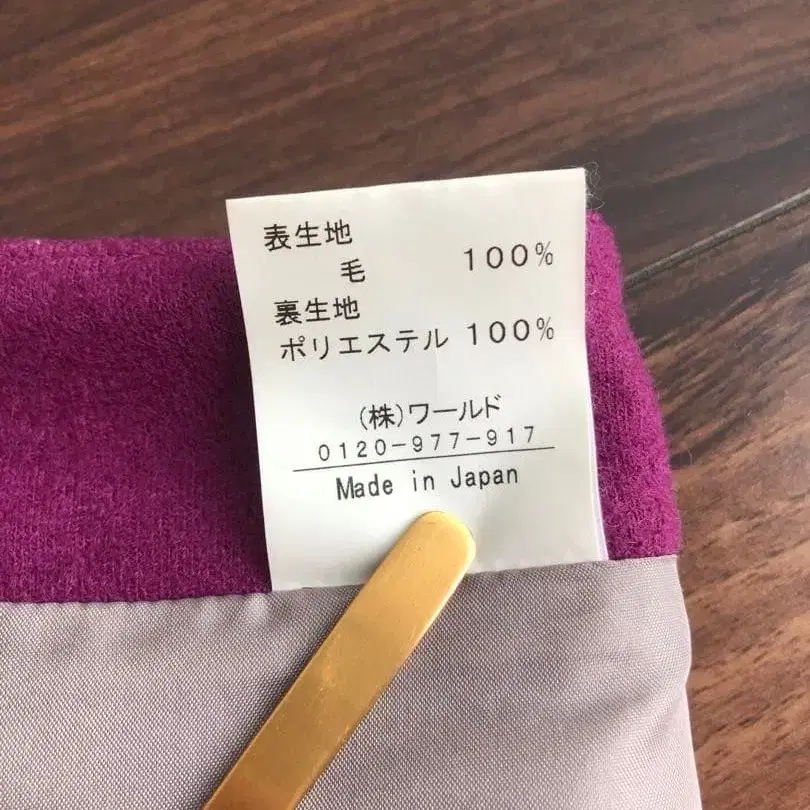 表生地
毛 100%
裏生地
ポリエステル 100%
(株)ワールド
0120-977-917
Made in Japan